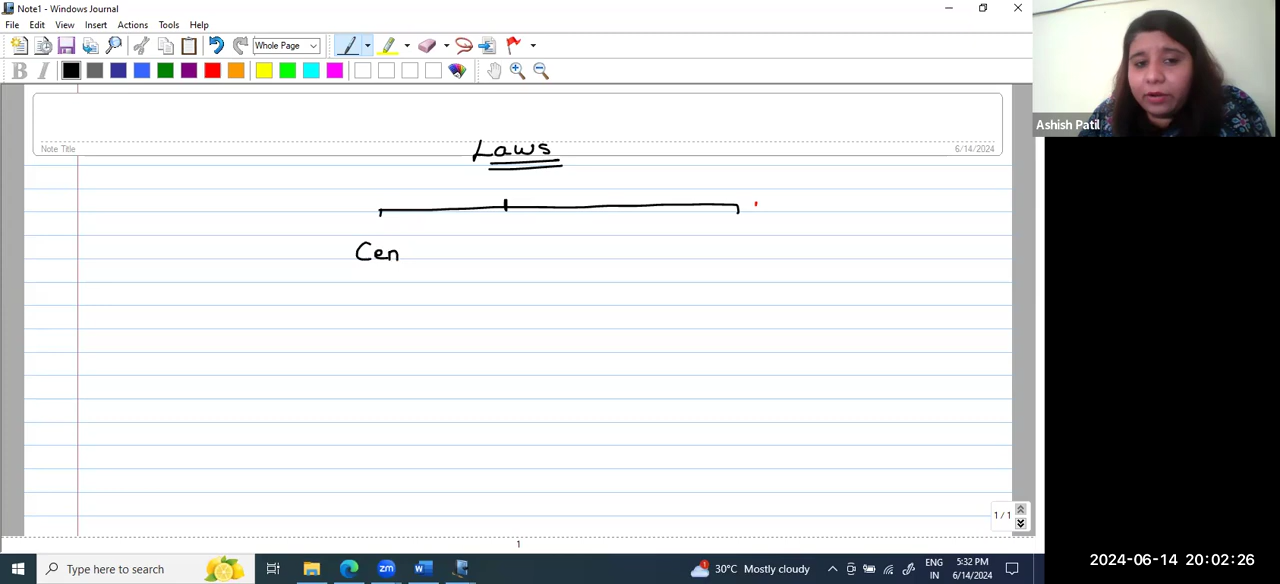 Note1 - Windows Journal
File Edit View Insert Actions Tools Help
Whole Page
B I
Ashish Patil
Laws
Note Title
6/14/2024
Cen
1 / 1
1
Type here to search
30°C Mostly cloudy
ENG
IN
5:32 PM
6/14/2024
2024-06-14 20:02:26